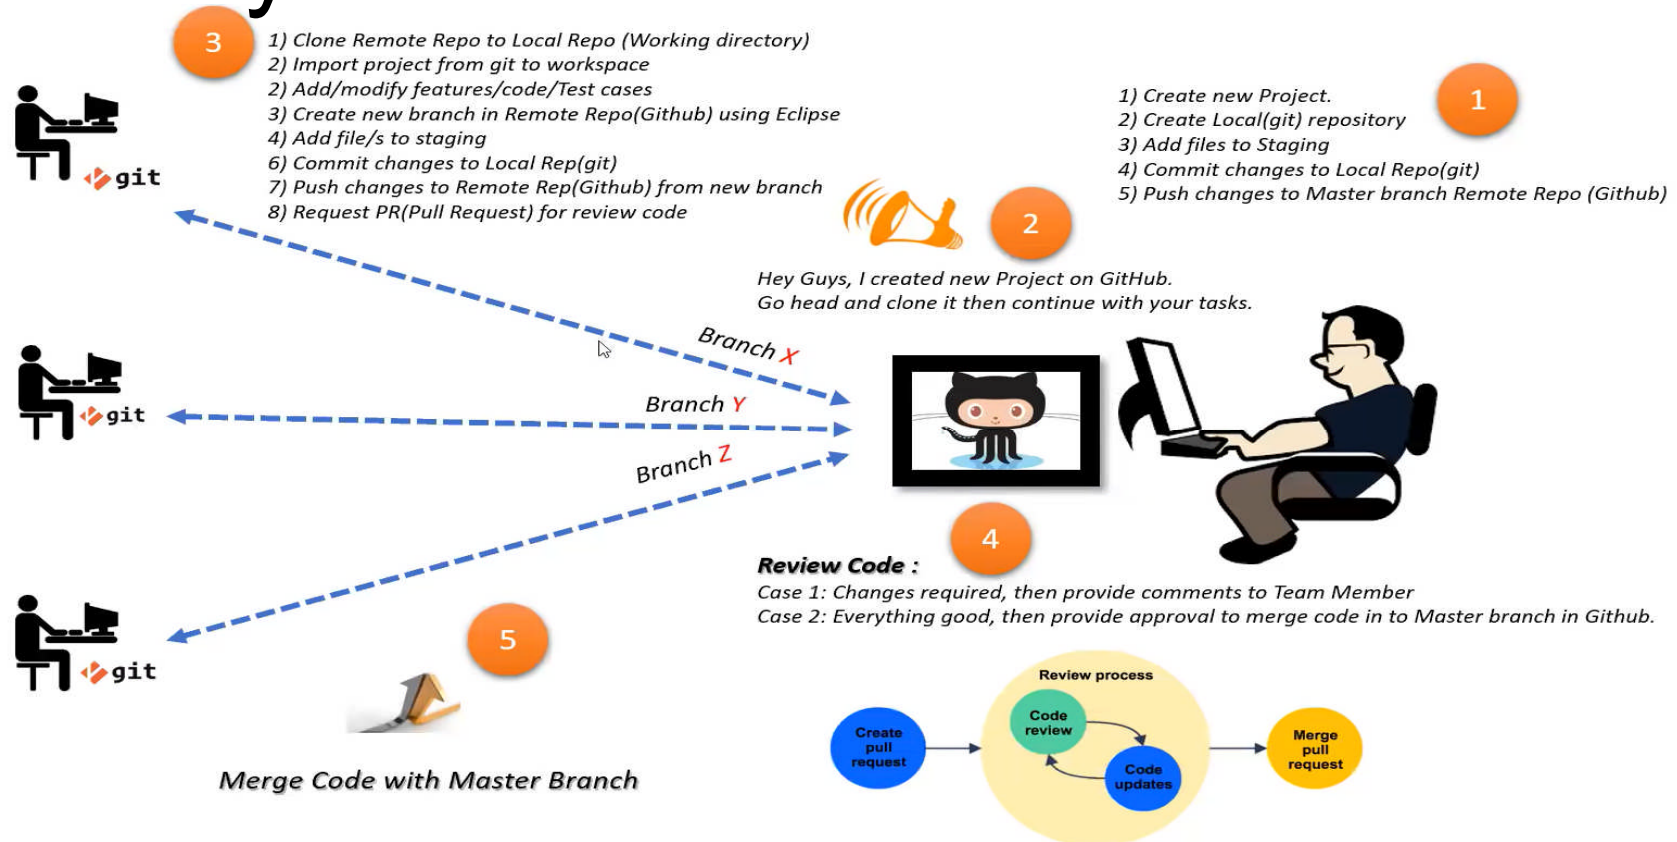 3
1) Clone Remote Repo to Local Repo (Working directory)
2) Import project from git to workspace
2) Add/modify features/code/Test cases
3) Create new branch in Remote Repo(Github) using Eclipse
4) Add file/s to staging
6) Commit changes to Local Rep(git)
7) Push changes to Remote Rep(Github) from new branch
8) Request PR(Pull Request) for review code
1
1) Create new Project.
2) Create Local(git) repository
3) Add files to Staging
4) Commit changes to Local Repo(git)
5) Push changes to Master branch Remote Repo (Github)
git
2
Hey Guys, I created new Project on GitHub.
Go head and clone it then continue with your tasks.
Branch X
Branch Y
Branch Z
git
git
4
Review Code :
Case 1: Changes required, then provide comments to Team Member
Case 2: Everything good, then provide approval to merge code in to Master branch in Github.
5
Merge Code with Master Branch
Review process
Create
pull
request
Code
review
Code
updates
Merge
pull
request